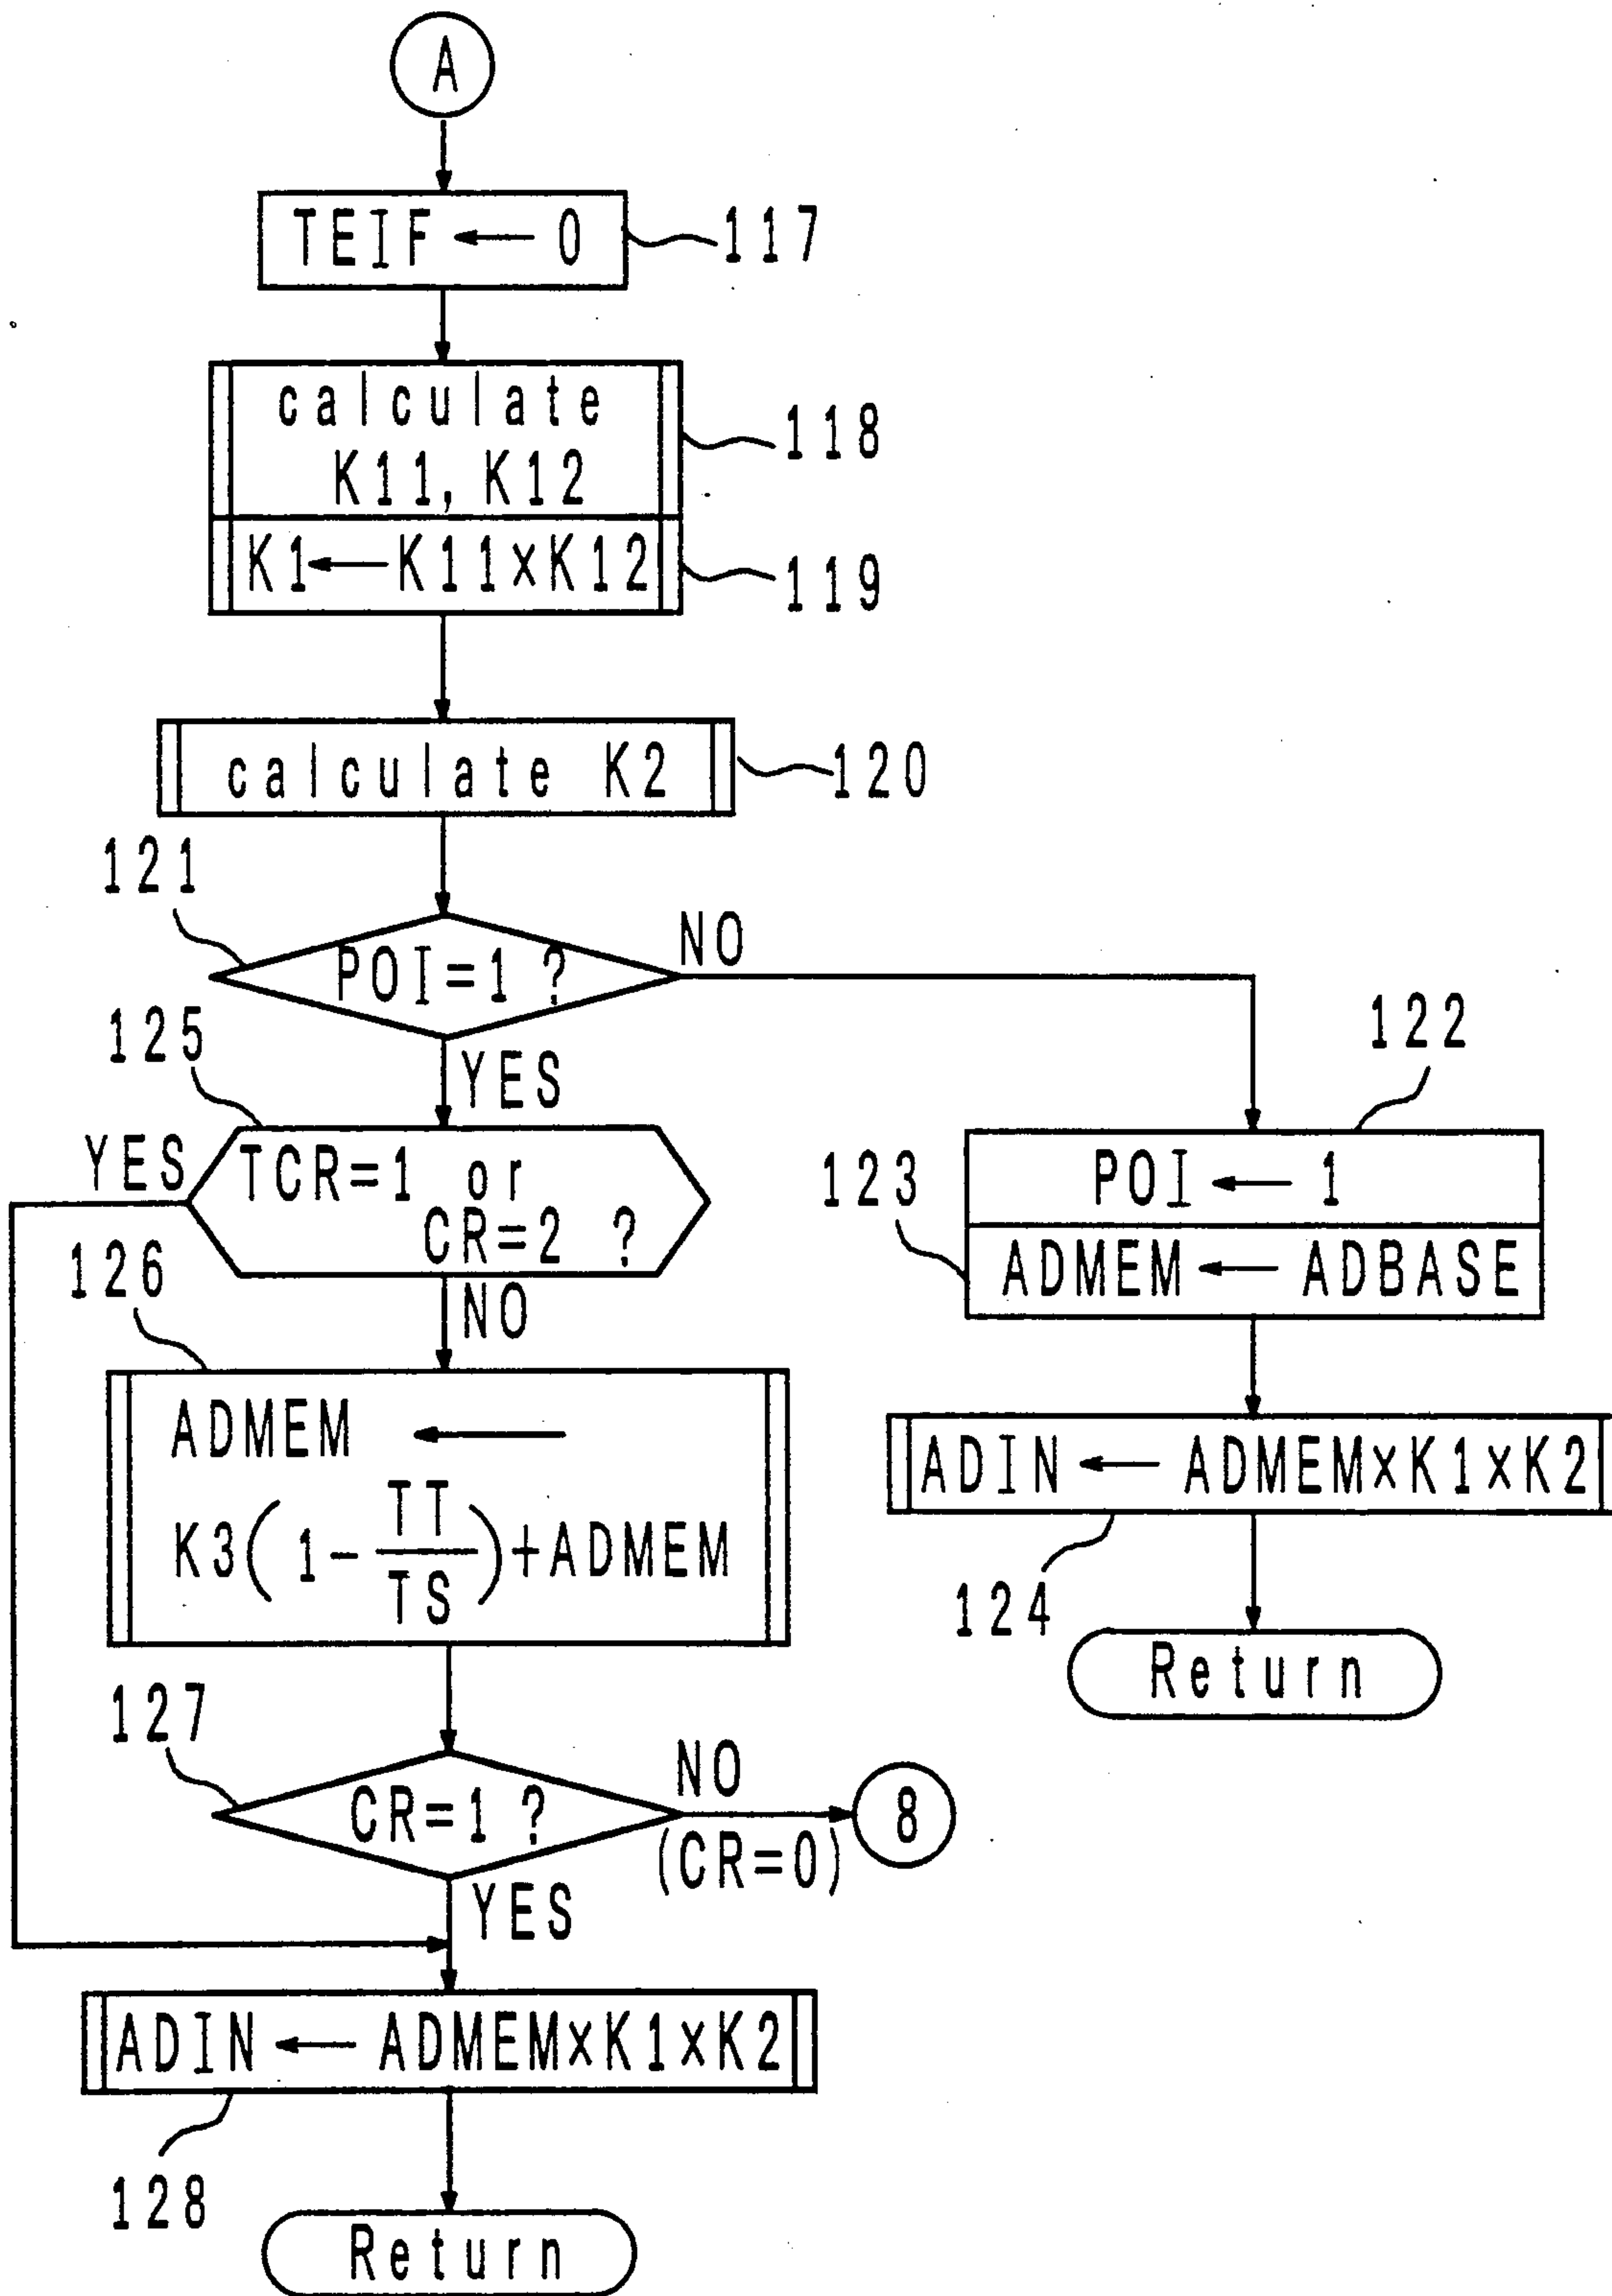 A
TEIF ← 0
117
calculate
K11, K12
118
K1 ← K11×K12
119
calculate K2
120
121
POI=1 ?
NO
YES
122
POI ← 1
123
ADMEM ← ADBASE
ADIN ← ADMEM×K1×K2
124
Return
125
YES
TCR=1 or
CR=2 ?
NO
126
ADMEM ←
K3(1-TT/TS)+ADMEM
127
CR=1 ?
NO
(CR=0)
8
YES
ADIN ← ADMEM×K1×K2
128
Return